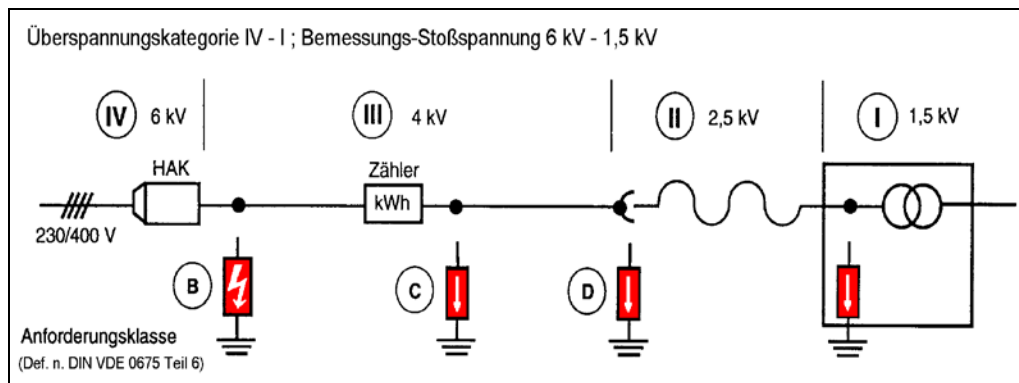 Überspannungskategorie IV - I ; Bemessungs-Stoßspannung 6 kV - 1,5 kV
IV 6 kV III 4 kV II 2,5 kV I 1,5 kV
HAK
Zähler
kWh
230/400 V
B C D
Anforderungsklasse
(Def. n. DIN VDE 0675 Teil 6)